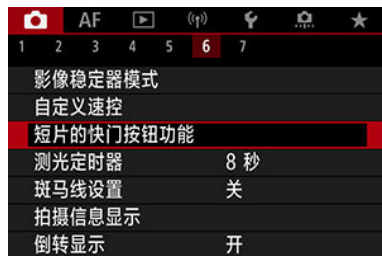 AF
1 2 3 4 5 6 7
影像稳定器模式
自定义速控
短片的快门按钮功能
测光定时器 8 秒
斑马线设置 关
拍摄信息显示
倒转显示 开